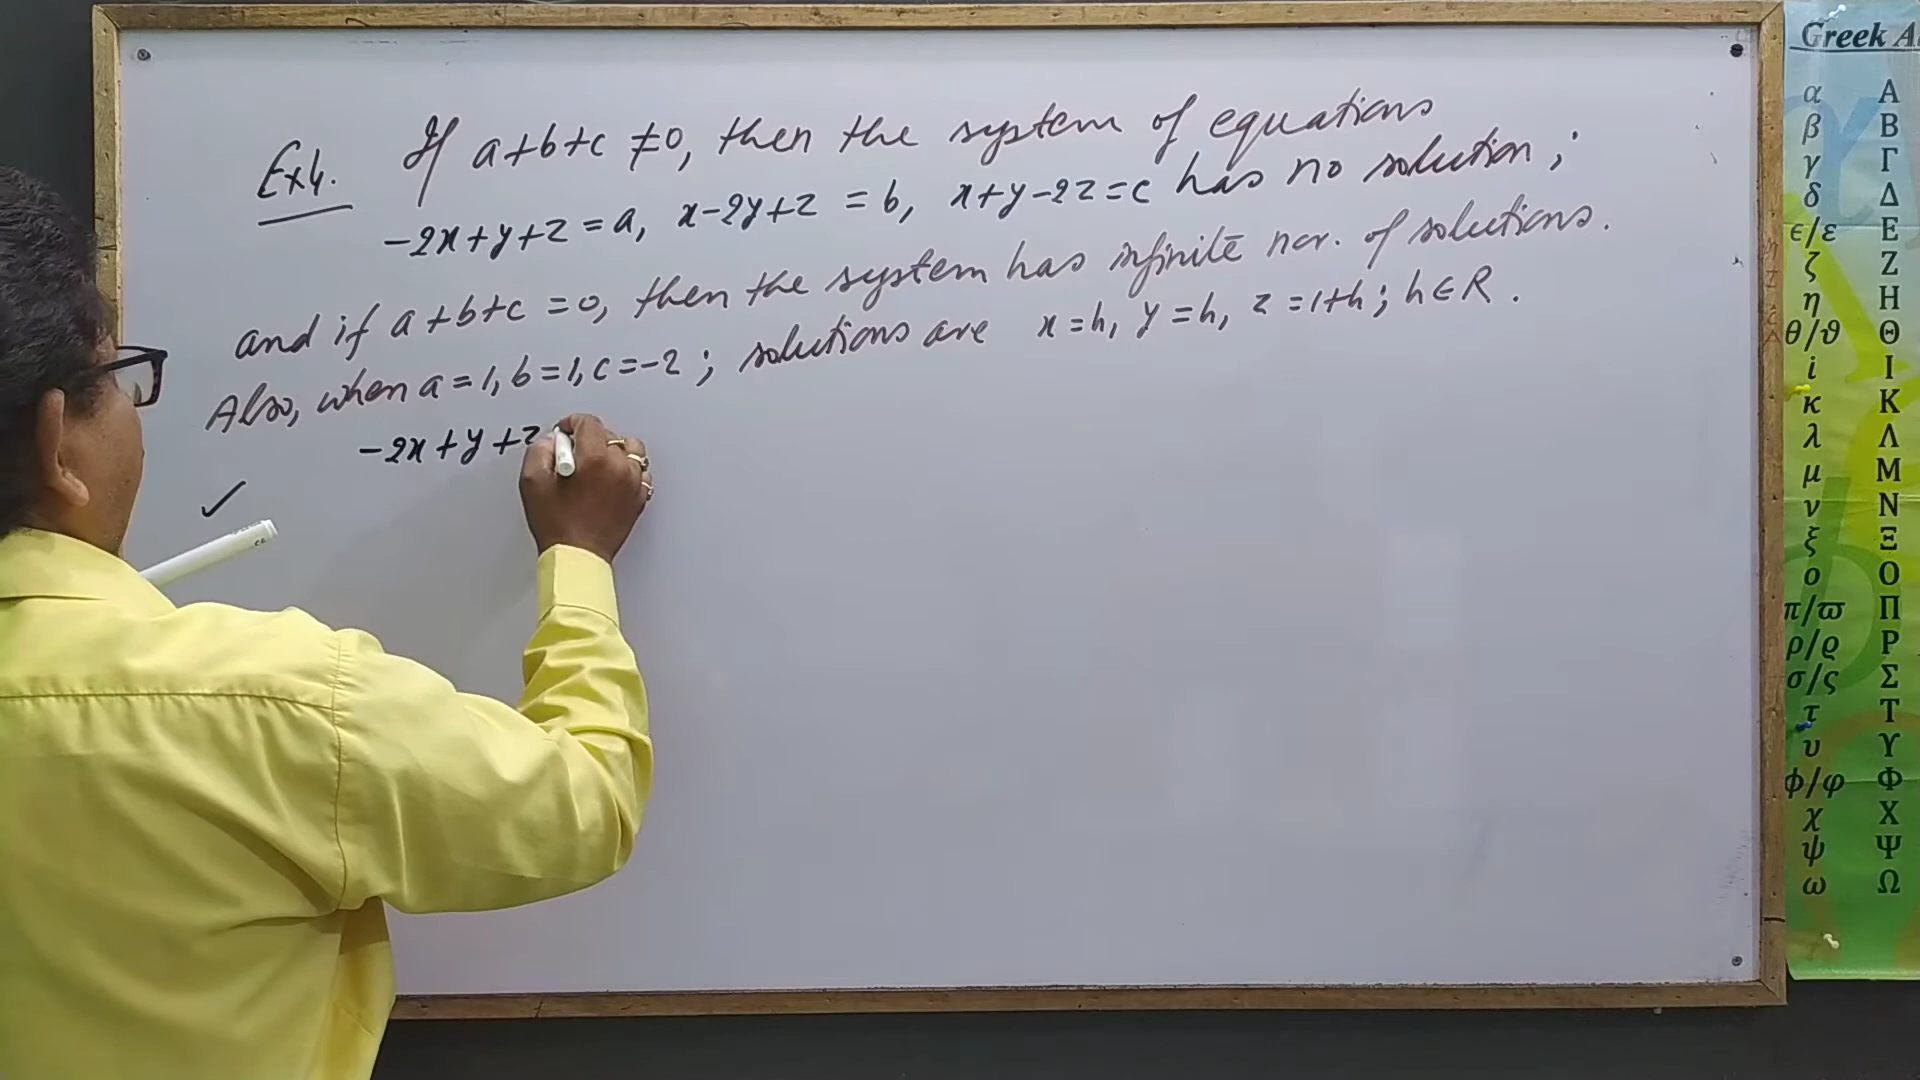 Ex4. If a+b+c ≠0, then the system of equations
-2x+y+z = a, x-2y+z = b, x+y-2z=c has no solution;
and if a+b+c =0, then the system has infinite nor. of solutions.
Also, when a=1, b=1, c=-2; solutions are x=h, y=h, z=1+h; h∈R.
-2x+y+z
✓
Greek A
α Α
β Β
γ Γ
δ Δ
ϵ/ε Ε
ζ Ζ
η Η
θ/ϑ Θ
i Ι
κ Κ
λ Λ
μ Μ
ν Ν
ξ Ξ
ο Ο
π/ϖ Π
ρ/ϱ Ρ
σ/ς Σ
τ Τ
υ ϒ
ϕ/φ Φ
χ Χ
ψ Ψ
ω Ω